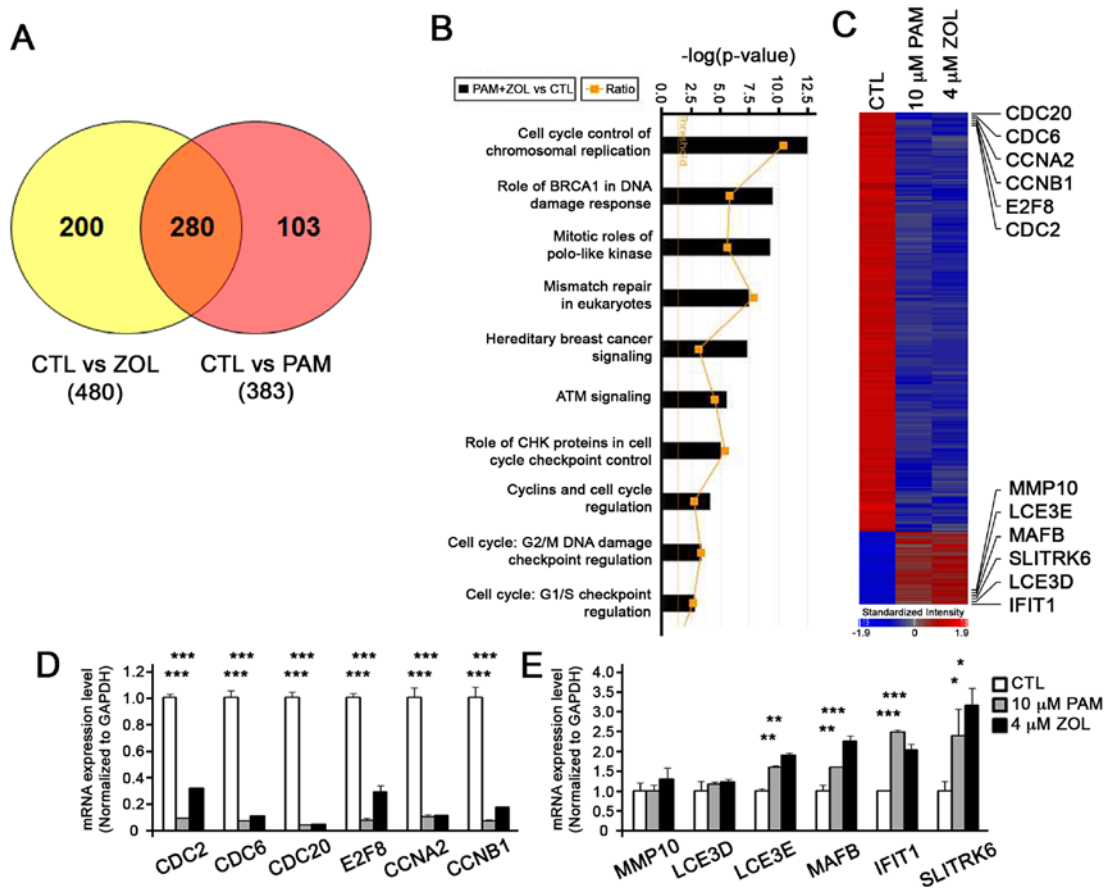 A
200
280
103
CTL vs ZOL
(480)
CTL vs PAM
(383)
B
-log(p-value)
PAM+ZOL vs CTL
Ratio
0.0
2.5
5.0
7.5
10.0
12.5
Threshold
Cell cycle control of
chromosomal replication
Role of BRCA1 in DNA
damage response
Mitotic roles of
polo-like kinase
Mismatch repair
in eukaryotes
Hereditary breast cancer
signaling
ATM signaling
Role of CHK proteins in cell
cycle checkpoint control
Cyclins and cell cycle
regulation
Cell cycle: G2/M DNA damage
checkpoint regulation
Cell cycle: G1/S checkpoint
regulation
C
CTL
10 µM PAM
4 µM ZOL
CDC20
CDC6
CCNA2
CCNB1
E2F8
CDC2
MMP10
LCE3E
MAFB
SLITRK6
LCE3D
IFIT1
Standardized Intensity
-1.9
0
1.9
D
mRNA expression level
(Normalized to GAPDH)
1.2
1.0
0.8
0.6
0.4
0.2
0
*** *** *** *** *** ***
*** *** *** *** *** ***
CDC2
CDC6
CDC20
E2F8
CCNA2
CCNB1
E
mRNA expression level
(Normalized to GAPDH)
4.0
3.5
3.0
2.5
2.0
1.5
1.0
0.5
0
** *** *** *
** ** *** *
MMP10
LCE3D
LCE3E
MAFB
IFIT1
SLITRK6
CTL
10 µM PAM
4 µM ZOL